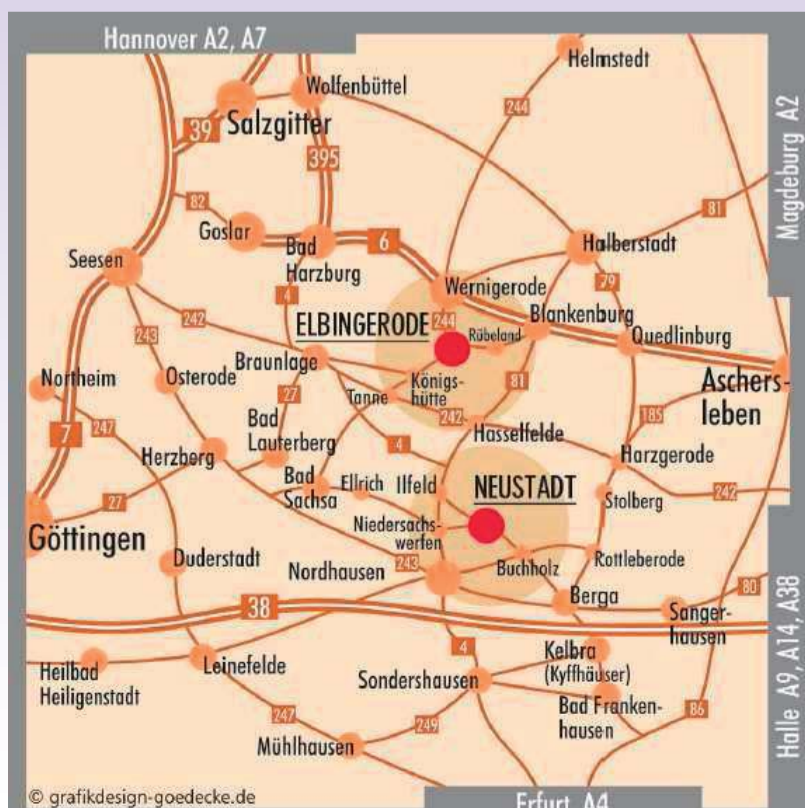 Hannover A2, A7
Helmstedt
Wolfenbüttel
Salzgitter
244
39
395
Magdeburg A2
82
81
Goslar
Bad
Harzburg
6
Halberstadt
Seesen
4
Wernigerode
79
243
242
ELBINGERODE
244
Rübeland
Blankenburg
Quedlinburg
Braunlage
Northeim
Osterode
27
Tanne
Königs-
hütte
81
Aschers-
leben
7
247
Bad
Lauterberg
242
Hasselfelde
185
Herzberg
4
Harzgerode
Bad
Sachsa
Ellrich
Ilfeld
NEUSTADT
Stolberg
242
27
Göttingen
Niedersachs-
werfen
Duderstadt
Nordhausen
243
Buchholz
Rottleberode
80
38
Berga
Sanger-
hausen
Halle A9, A14, A38
Heilbad
Heiligenstadt
Leinefelde
4
Kelbra
(Kyffhäuser)
Sondershausen
Bad Franken-
hausen
86
247
249
Mühlhausen
© grafikdesign-goedecke.de
Erfurt A4